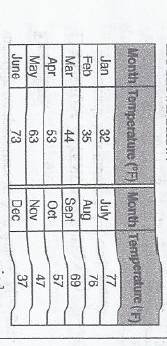 Month Temperature (°F) Month Temperature (°F)
Jan 32 July 77
Feb 35 Aug 76
Mar 44 Sept 69
Apr 53 Oct 57
May 63 Nov 47
June 73 Dec 37